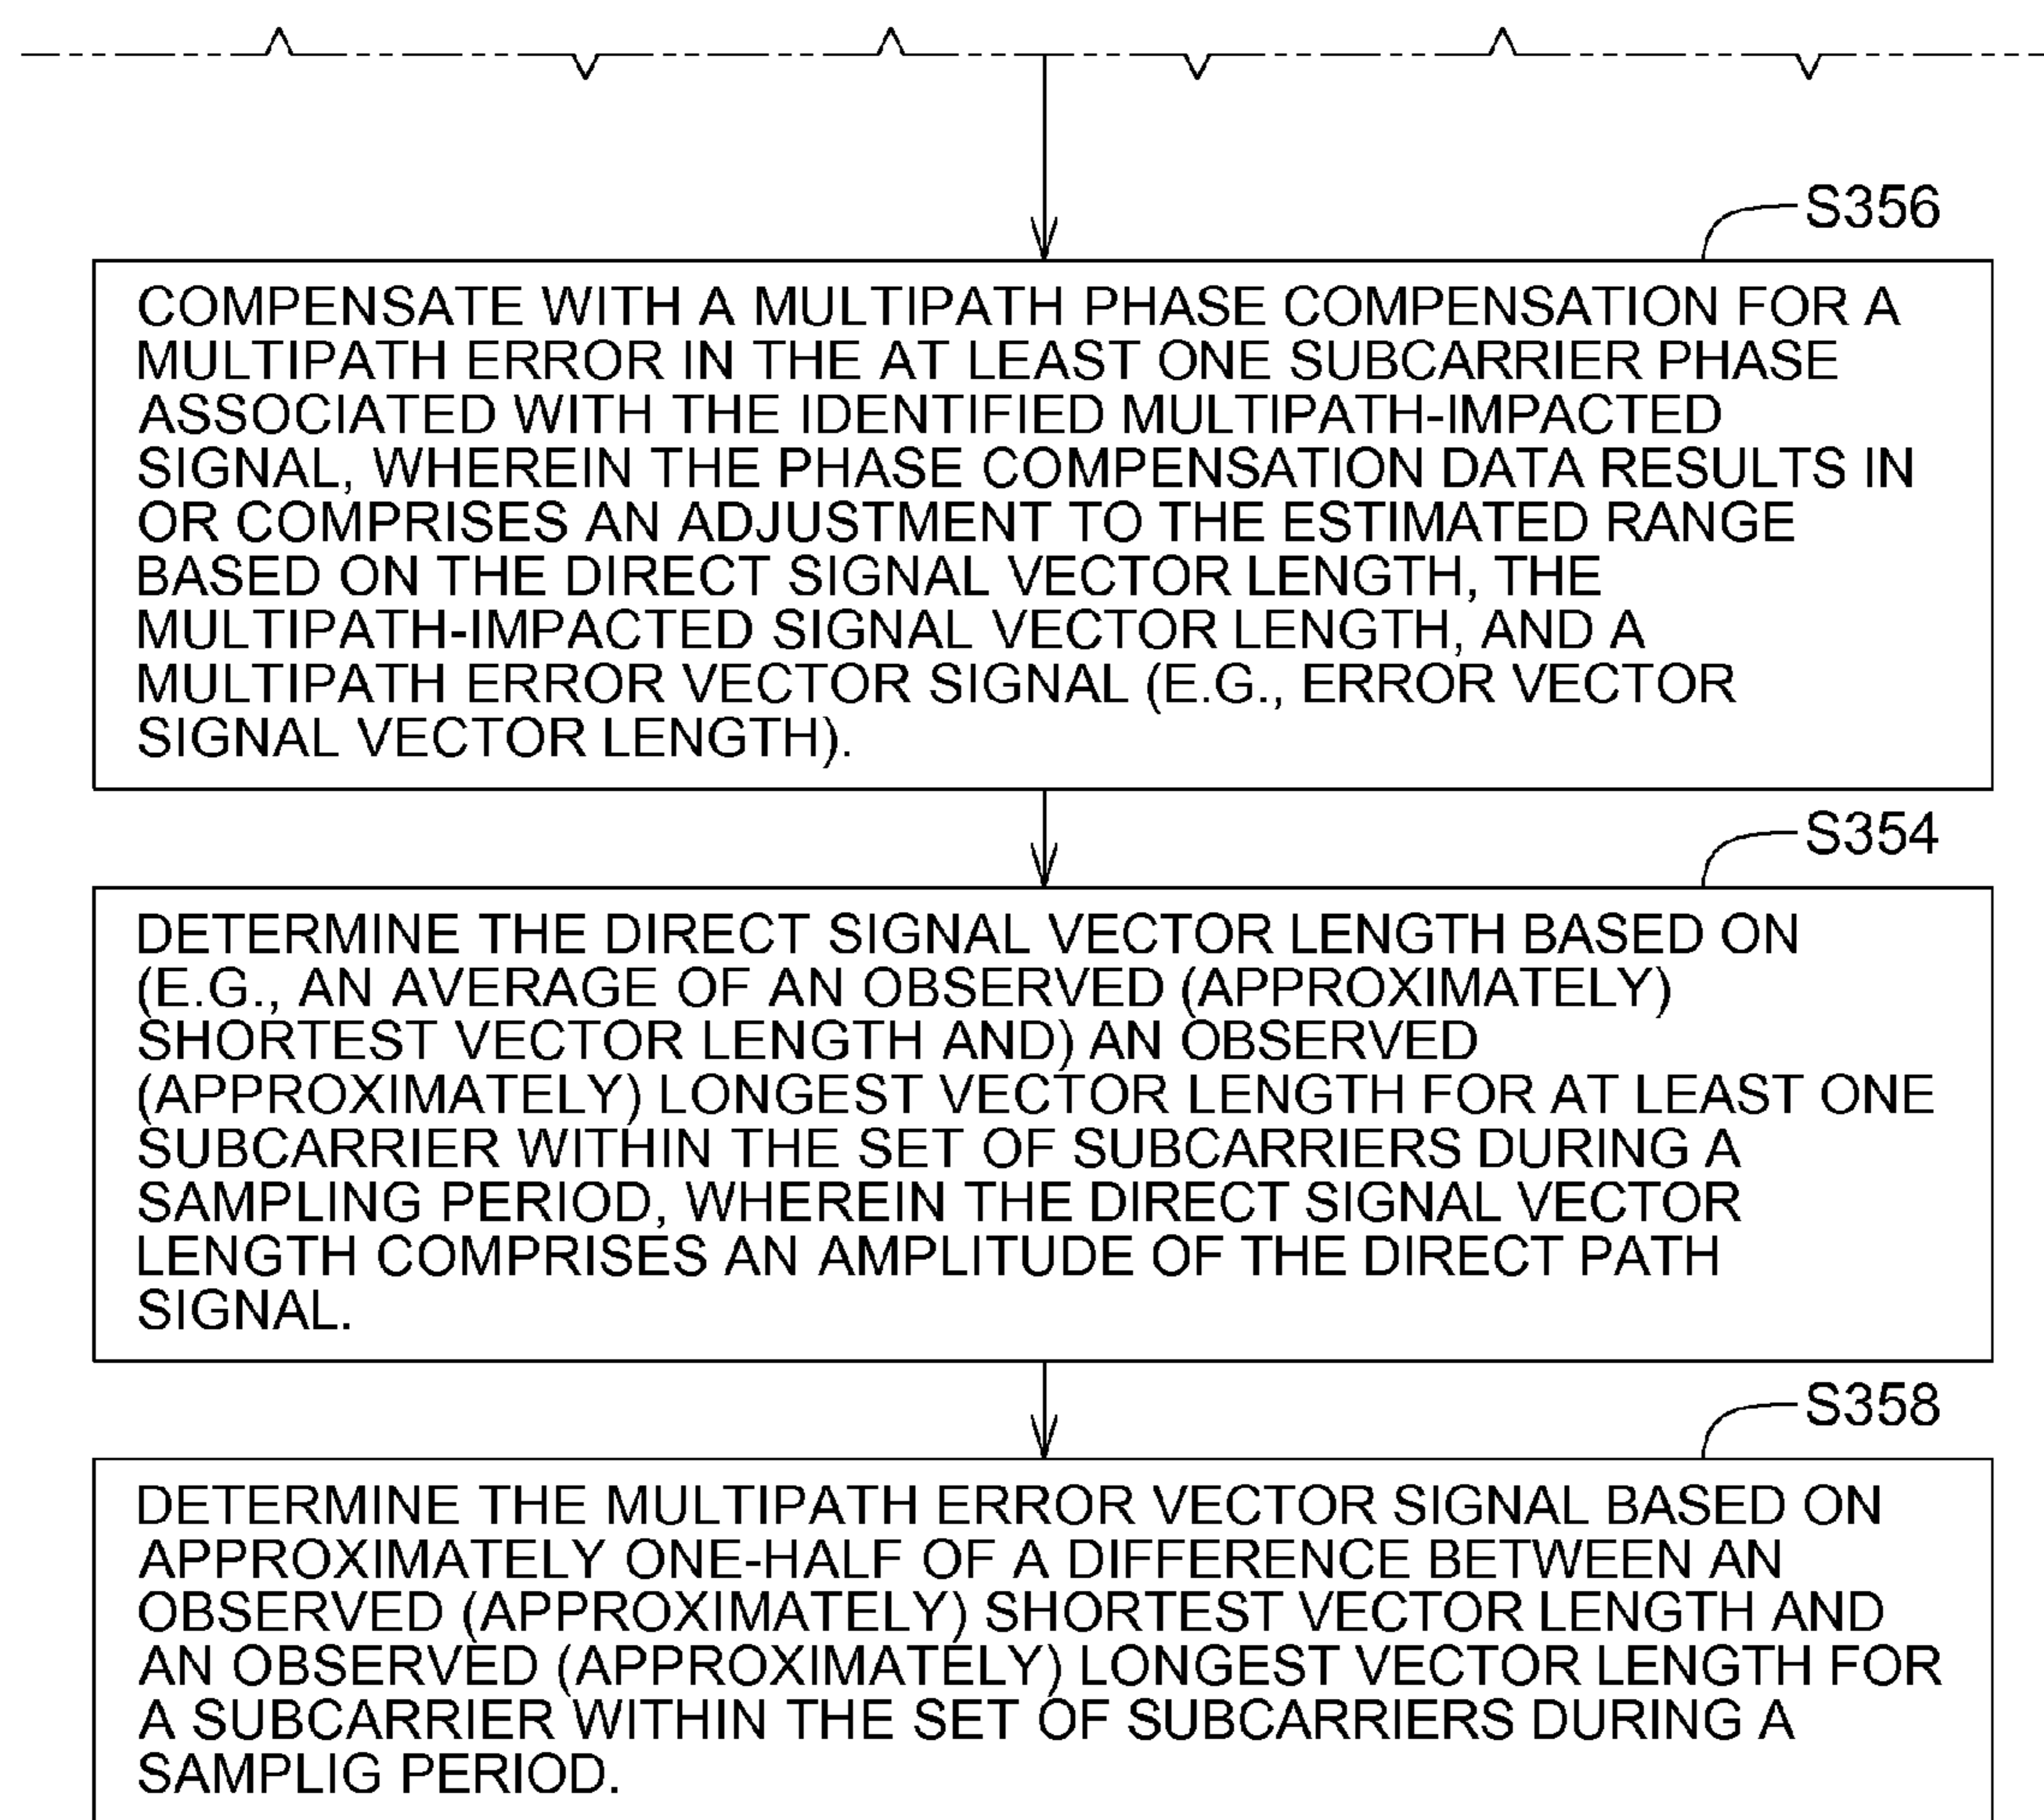 S356
COMPENSATE WITH A MULTIPATH PHASE COMPENSATION FOR A
MULTIPATH ERROR IN THE AT LEAST ONE SUBCARRIER PHASE
ASSOCIATED WITH THE IDENTIFIED MULTIPATH-IMPACTED
SIGNAL, WHEREIN THE PHASE COMPENSATION DATA RESULTS IN
OR COMPRISES AN ADJUSTMENT TO THE ESTIMATED RANGE
BASED ON THE DIRECT SIGNAL VECTOR LENGTH, THE
MULTIPATH-IMPACTED SIGNAL VECTOR LENGTH, AND A
MULTIPATH ERROR VECTOR SIGNAL (E.G., ERROR VECTOR
SIGNAL VECTOR LENGTH).
S354
DETERMINE THE DIRECT SIGNAL VECTOR LENGTH BASED ON
(E.G., AN AVERAGE OF AN OBSERVED (APPROXIMATELY)
SHORTEST VECTOR LENGTH AND) AN OBSERVED
(APPROXIMATELY) LONGEST VECTOR LENGTH FOR AT LEAST ONE
SUBCARRIER WITHIN THE SET OF SUBCARRIERS DURING A
SAMPLING PERIOD, WHEREIN THE DIRECT SIGNAL VECTOR
LENGTH COMPRISES AN AMPLITUDE OF THE DIRECT PATH
SIGNAL.
S358
DETERMINE THE MULTIPATH ERROR VECTOR SIGNAL BASED ON
APPROXIMATELY ONE-HALF OF A DIFFERENCE BETWEEN AN
OBSERVED (APPROXIMATELY) SHORTEST VECTOR LENGTH AND
AN OBSERVED (APPROXIMATELY) LONGEST VECTOR LENGTH FOR
A SUBCARRIER WITHIN THE SET OF SUBCARRIERS DURING A
SAMPLIG PERIOD.